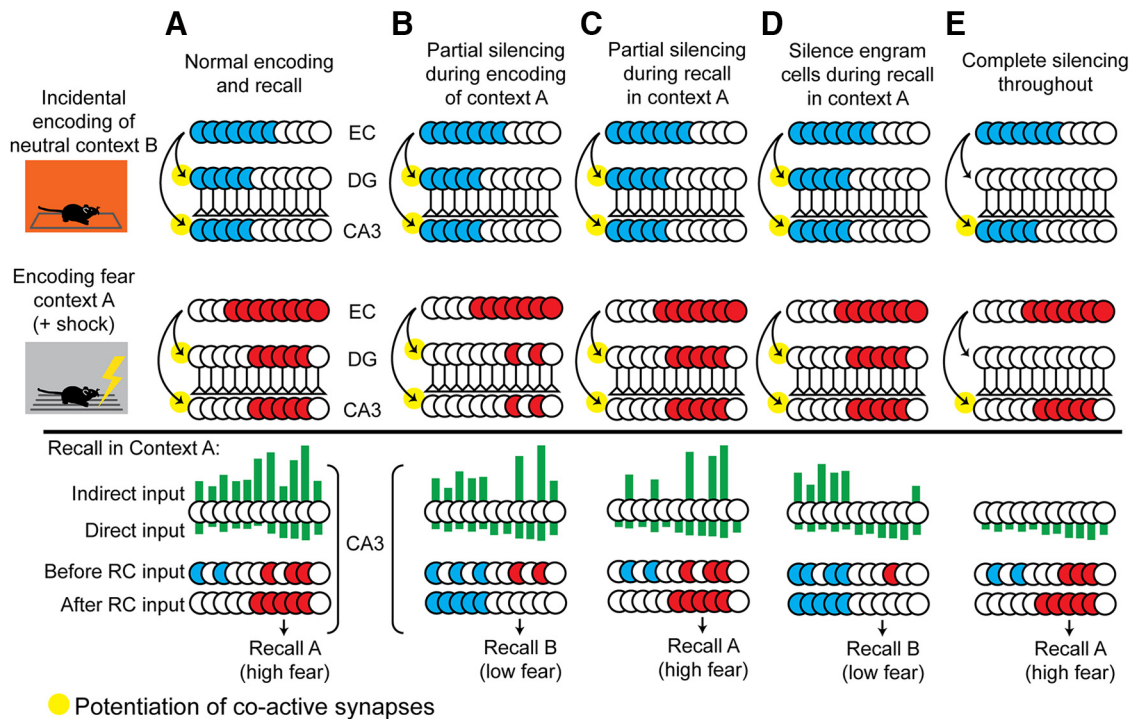 A
B
C
D
E
Normal encoding
and recall
Partial silencing
during encoding
of context A
Partial silencing
during recall
in context A
Silence engram
cells during recall
in context A
Complete silencing
throughout
Incidental
encoding of
neutral context B
EC
DG
CA3
Encoding fear
context A
(+ shock)
EC
DG
CA3
Recall in Context A:
Indirect input
Direct input
CA3
Before RC input
After RC input
Recall A
(high fear)
Recall B
(low fear)
Recall A
(high fear)
Recall B
(low fear)
Recall A
(high fear)
Potentiation of co-active synapses